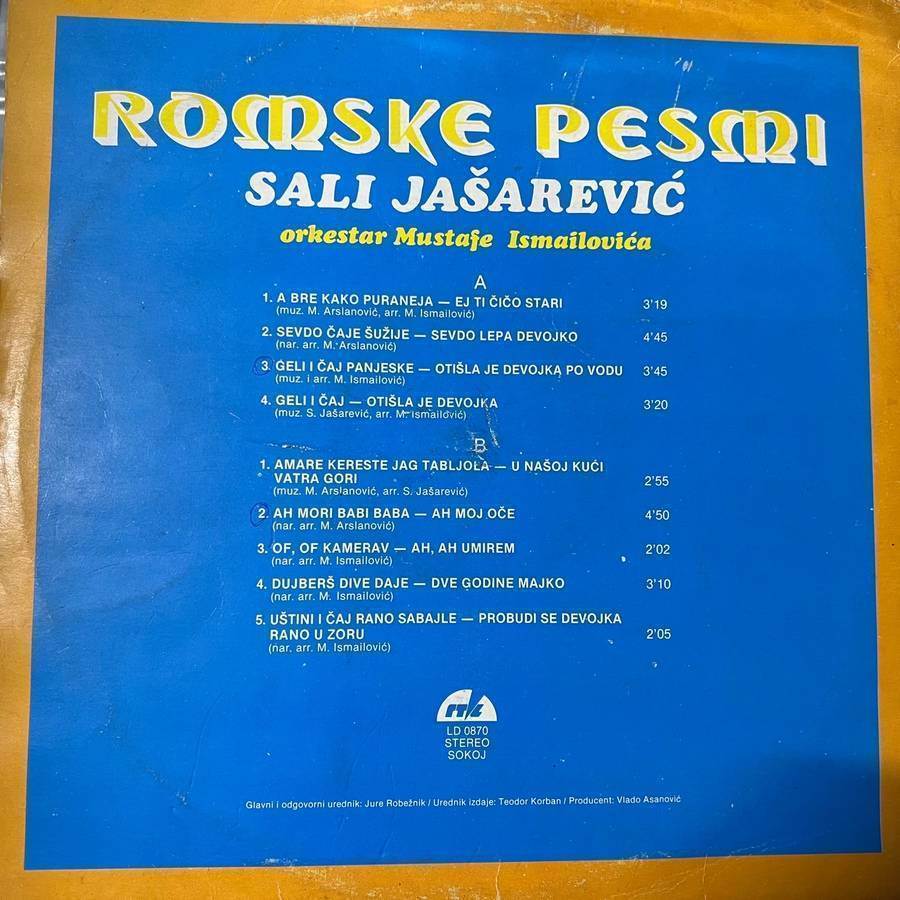 ROMSKE PESMI
SALI JAŠAREVIĆ
orkestar Mustafe Ismailovića
A
1. A BRE KAKO PURANEJA — EJ TI ČIČO STARI 3'19
(muz. M. Arslanović, arr. M. Ismailović)
2. SEVDO ČAJE ŠUŽIJE — SEVDO LEPA DEVOJKO 4'45
(nar. arr. M. Arslanović)
3. GELI I ČAJ PANJESKE — OTIŠLA JE DEVOJKA PO VODU 3'45
(muz. i arr. M. Ismailović)
4. GELI I ČAJ — OTIŠLA JE DEVOJKA 3'20
(muz. S. Jašarević, arr. M. Ismailović)
B
1. AMARE KERESTE JAG TABLJOLA — U NAŠOJ KUĆI
VATRA GORI 2'55
(muz. M. Arslanović, arr. S. Jašarević)
2. AH MORI BABI BABA — AH MOJ OČE 4'50
(nar. arr. M. Arslanović)
3. OF, OF KAMERAV — AH, AH UMIREM 2'02
(nar. arr. M. Ismailović)
4. DUJBERŠ DIVE DAJE — DVE GODINE MAJKO 3'10
(nar. arr. M. Ismailović)
5. UŠTINI I ČAJ RANO SABAJLE — PROBUDI SE DEVOJKA
RANO U ZORU 2'05
(nar. arr. M. Ismailović)
RTL
LD 0870
STEREO
SOKOJ
Glavni i odgovorni urednik: Jure Robežnik / Urednik izdaje: Teodor Korban / Producent: Vlado Asanović